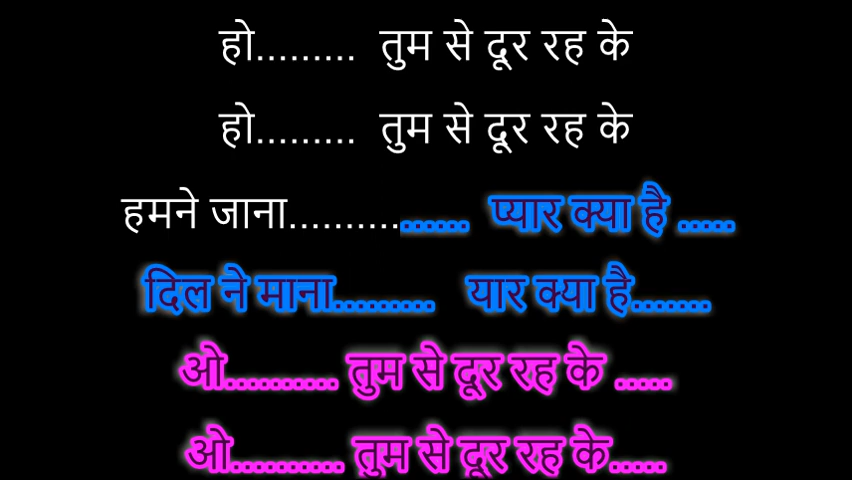 हो.........  तुम से दूर रह के
हो.........  तुम से दूर रह के
हमने जाना................  प्यार क्या है .....
दिल ने माना.........   यार क्या है.......
ओ.......... तुम से दूर रह के .....
ओ.......... तुम से दूर रह के.....